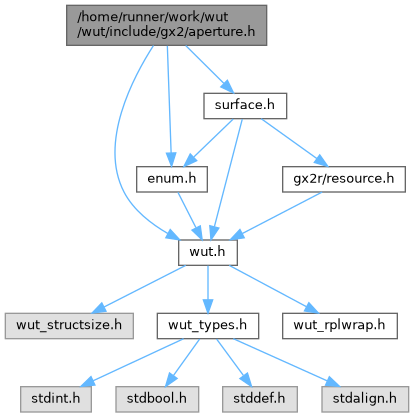 /home/runner/work/wut
/wut/include/gx2/aperture.h
surface.h
enum.h
gx2r/resource.h
wut.h
wut_structsize.h
wut_types.h
wut_rplwrap.h
stdint.h
stdbool.h
stddef.h
stdalign.h